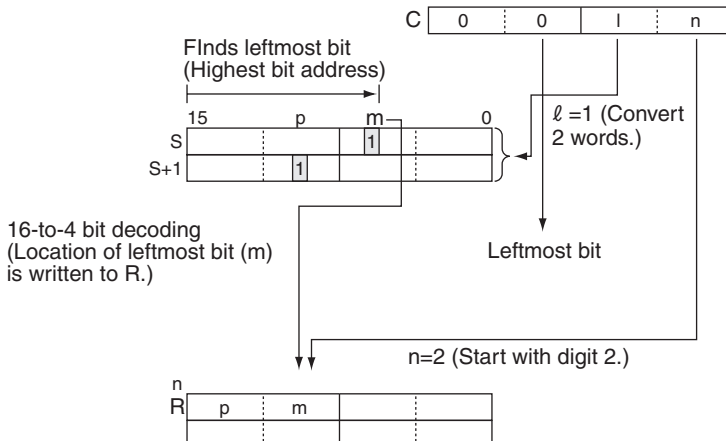 C 0 0 l n
FInds leftmost bit
(Highest bit address)
15 p m 0
S 1
S+1 1
ℓ =1 (Convert
2 words.)
16-to-4 bit decoding
(Location of leftmost bit (m)
is written to R.)
Leftmost bit
n=2 (Start with digit 2.)
n
R p m